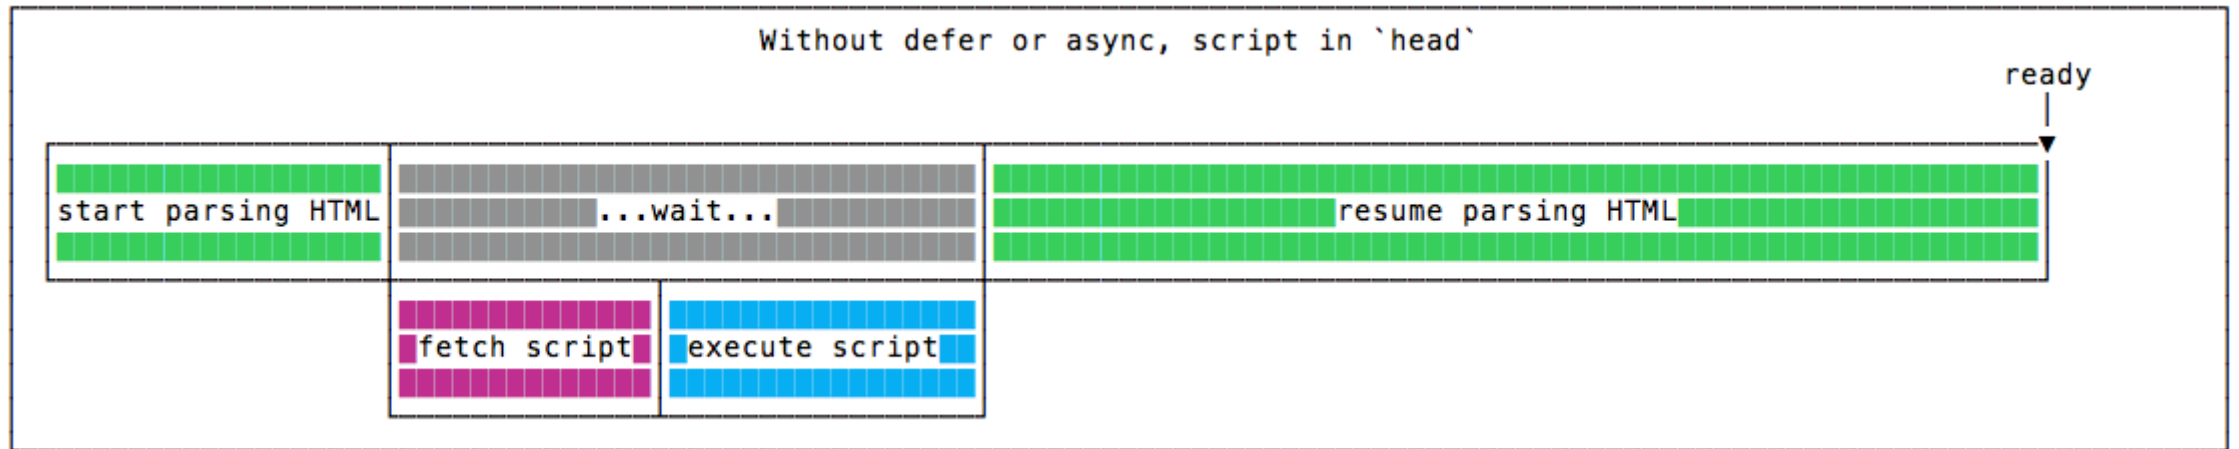 Without defer or async, script in `head`
ready
start parsing HTML
...wait...
resume parsing HTML
fetch script
execute script